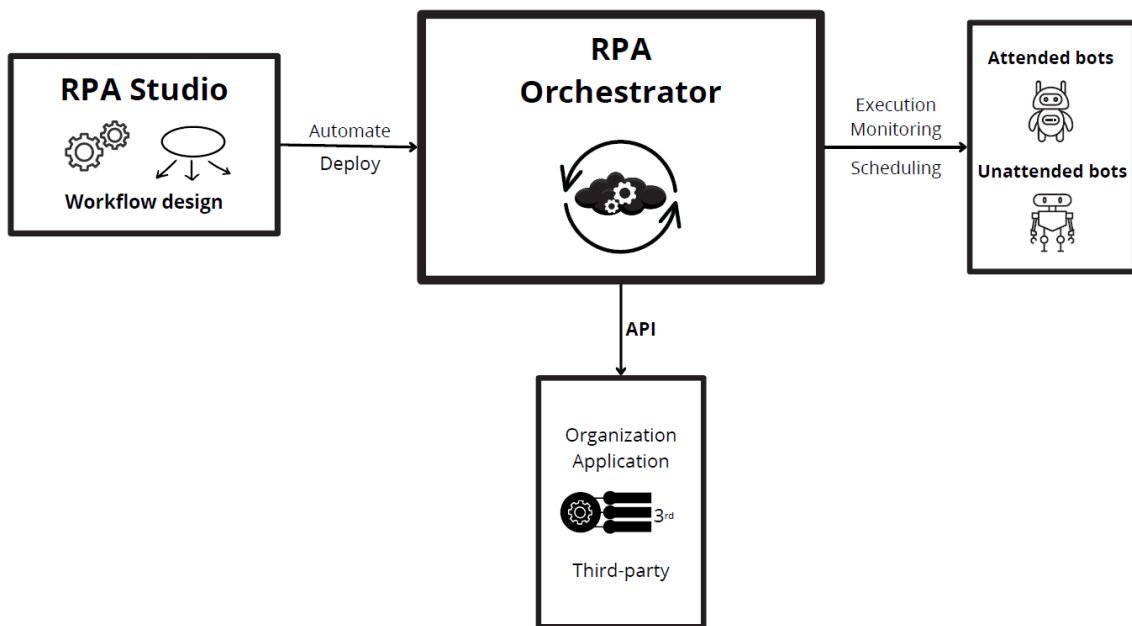 RPA Studio
Workflow design
Automate
Deploy
RPA
Orchestrator
Execution
Monitoring
Scheduling
Attended bots
Unattended bots
API
Organization
Application
3rd
Third-party